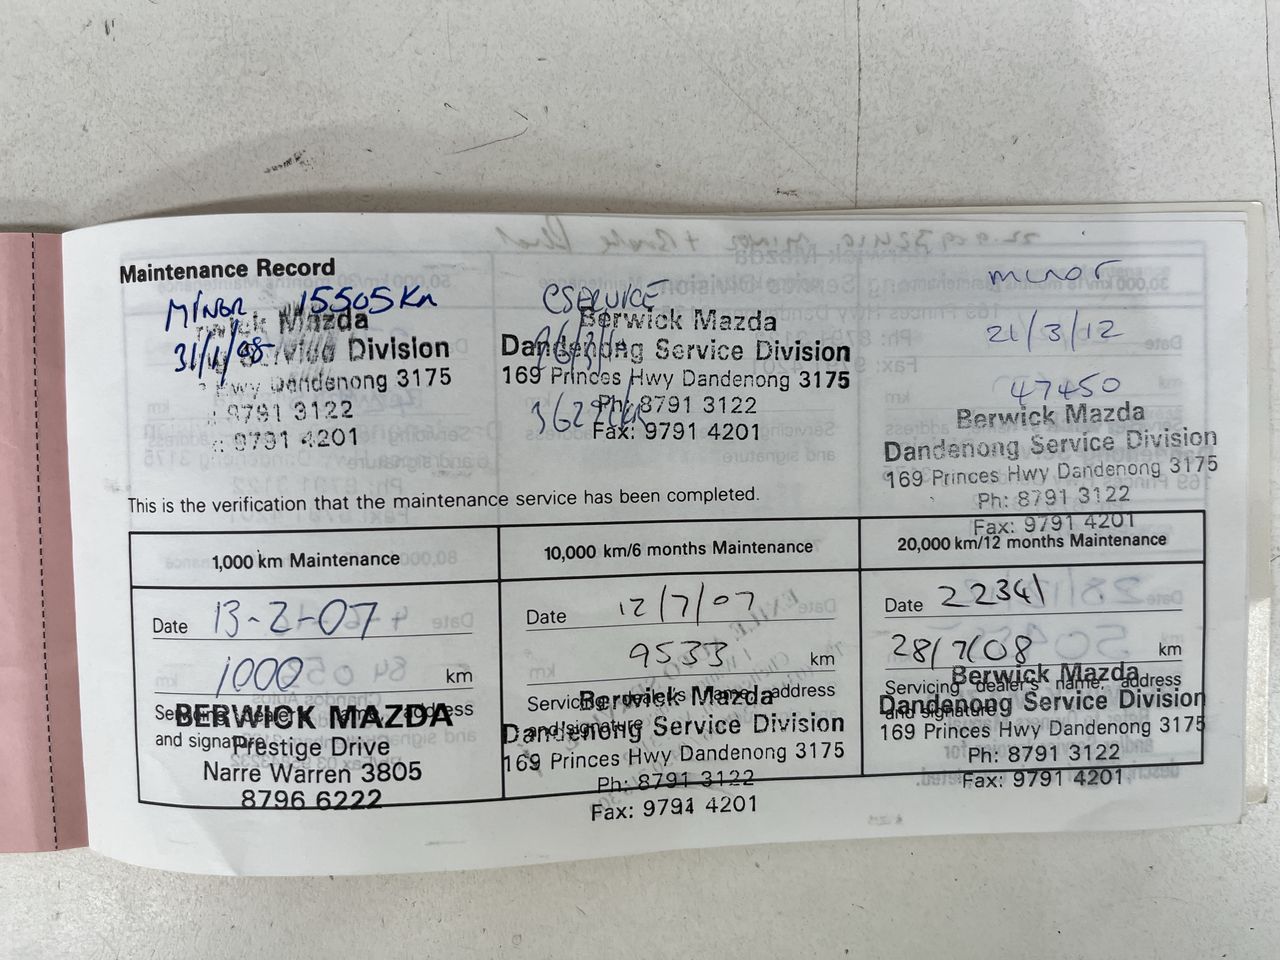 Maintenance Record
MINOR 15505 Km
Mazda
31/1/08
Division
Hwy Dandenong 3175
9791 3122
9791 4201
CSERVICE
Berwick Mazda
Dandenong Service Division
169 Princes Hwy Dandenong 3175
Ph: 8791 3122
Fax: 9791 4201
minor
21/3/12
47450
Berwick Mazda
Dandenong Service Division
169 Princes Hwy Dandenong 3175
Ph: 8791 3122
Fax: 9791 4201
This is the verification that the maintenance service has been completed.
1,000 km Maintenance
Date 13-2-07
1000 km
Servicing dealer's name, address
and signature
BERWICK MAZDA
Prestige Drive
Narre Warren 3805
8796 6222
10,000 km/6 months Maintenance
Date 12/7/07
9533 km
Servicing dealer's name, address
and signature
Berwick Mazda
Dandenong Service Division
169 Princes Hwy Dandenong 3175
Ph: 8791 3122
Fax: 9791 4201
20,000 km/12 months Maintenance
Date 22341
28/7/08 km
Servicing dealer's name, address
and signature
Berwick Mazda
Dandenong Service Division
169 Princes Hwy Dandenong 3175
Ph: 8791 3122
Fax: 9791 4201